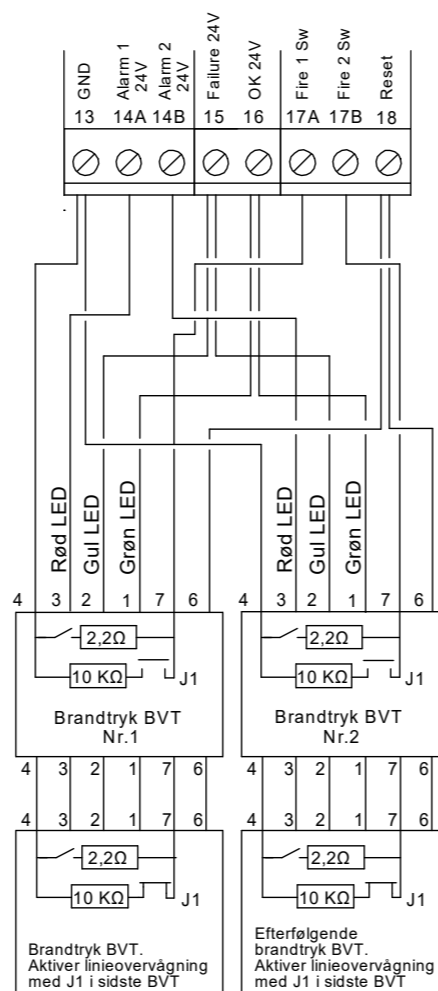 GND
Alarm 1
24V
Alarm 2
24V
Failure 24V
OK 24V
Fire 1 Sw
Fire 2 Sw
Reset
13 14A 14B 15 16 17A 17B 18
Rød LED
Gul LED
Grøn LED
Rød LED
Gul LED
Grøn LED
4 3 2 1 7 6 4 3 2 1 7 6
2,2Ω 2,2Ω
10 KΩ J1 10 KΩ J1
Brandtryk BVT
Nr.1
Brandtryk BVT
Nr.2
4 3 2 1 7 6 4 3 2 1 7 6
4 3 2 1 7 6 4 3 2 1 7 6
2,2Ω 2,2Ω
10 KΩ J1 10 KΩ J1
Brandtryk BVT.
Aktiver linieovervågning
med J1 i sidste BVT
Efterfølgende
brandtryk BVT.
Aktiver linieovervågning
med J1 i sidste BVT